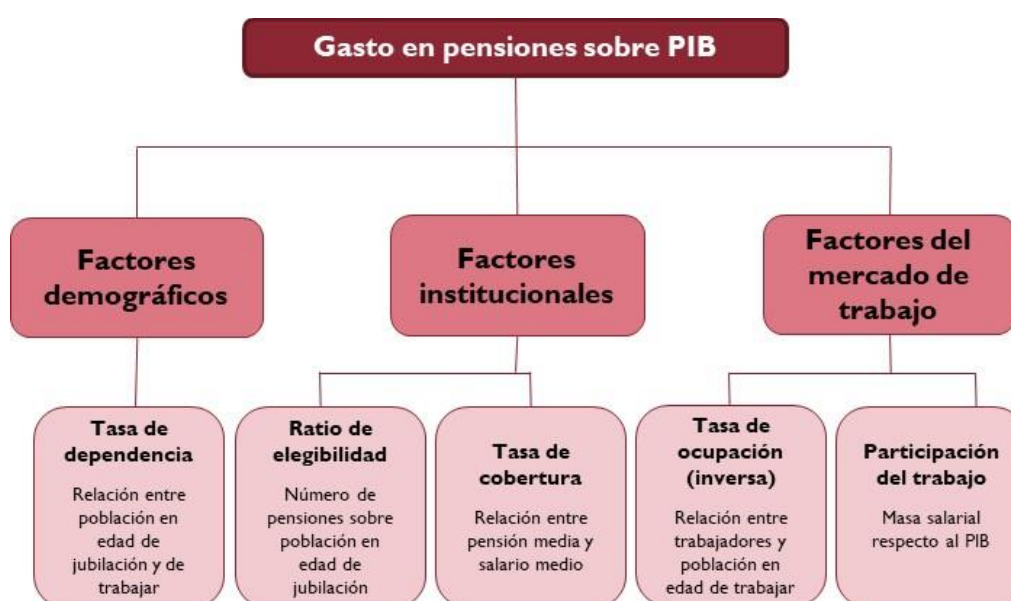 Gasto en pensiones sobre PIB
Factores
demográficos
Factores
institucionales
Factores del
mercado de
trabajo
Tasa de
dependencia
Relación entre
población en
edad de
jubilación y de
trabajar
Ratio de
elegibilidad
Número de
pensiones sobre
población en
edad de
jubilación
Tasa de
cobertura
Relación entre
pensión media y
salario medio
Tasa de
ocupación
(inversa)
Relación entre
trabajadores y
población en
edad de trabajar
Participación
del trabajo
Masa salarial
respecto al PIB